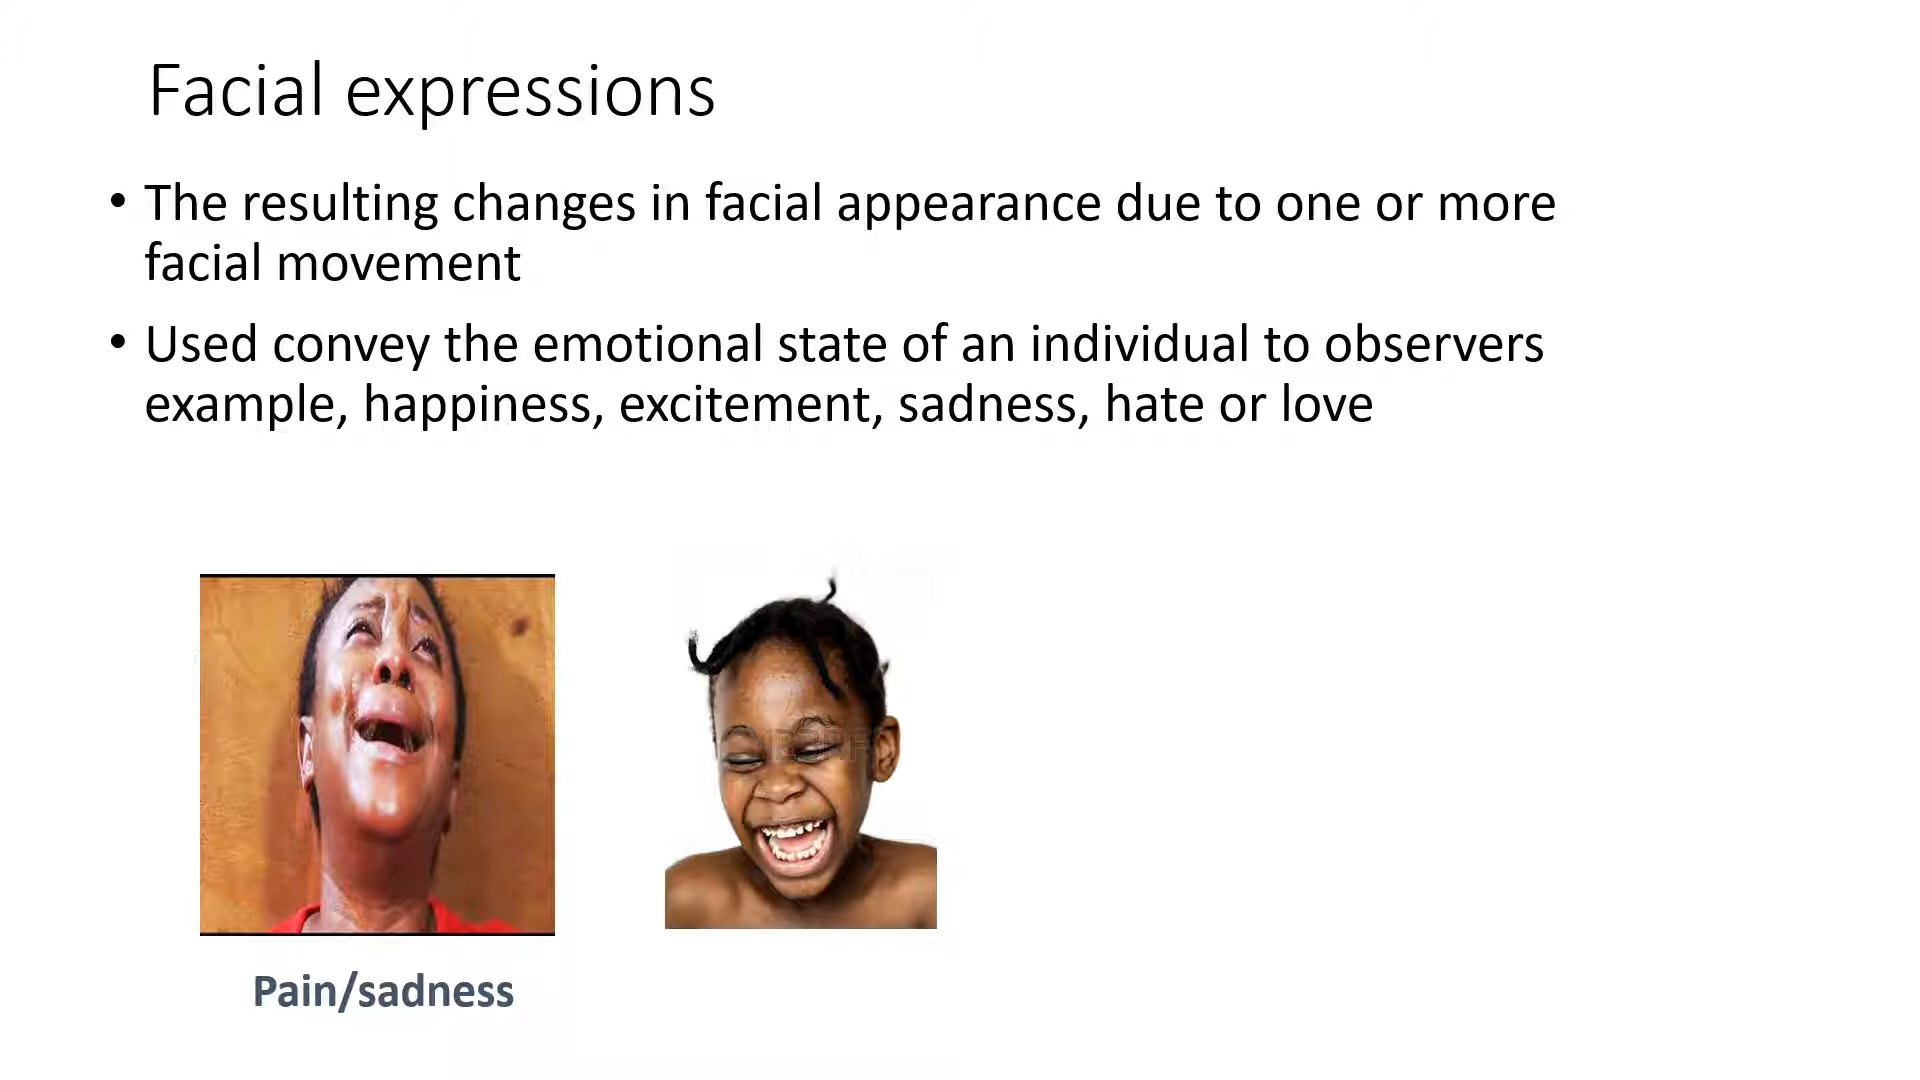 Facial expressions
• The resulting changes in facial appearance due to one or more
facial movement
• Used convey the emotional state of an individual to observers
example, happiness, excitement, sadness, hate or love
Pain/sadness